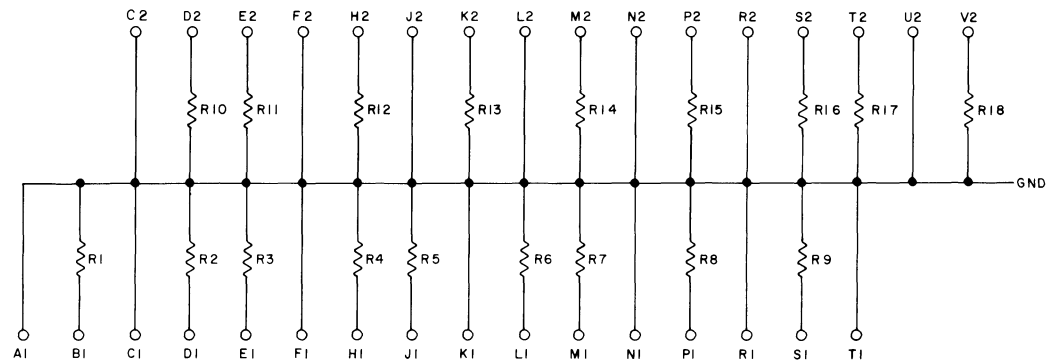 C2 D2 E2 F2 H2 J2 K2 L2 M2 N2 P2 R2 S2 T2 U2 V2
R10 R11 R12 R13 R14 R15 R16 R17 R18
GND
R1 R2 R3 R4 R5 R6 R7 R8 R9
A1 B1 C1 D1 E1 F1 H1 J1 K1 L1 M1 N1 P1 R1 S1 T1